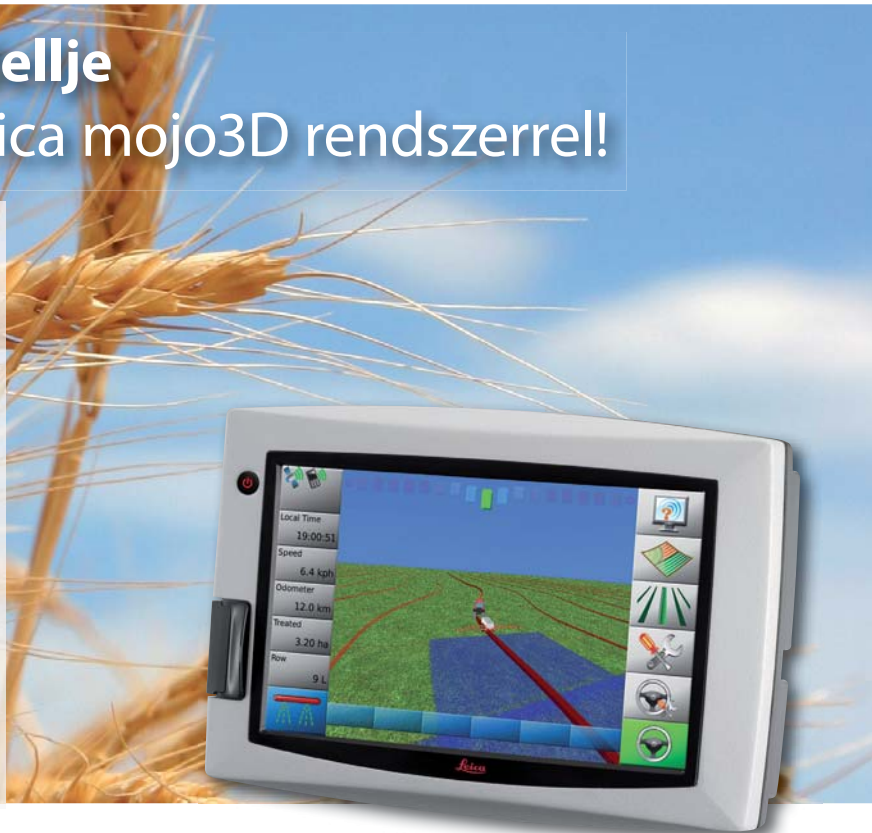 ellje
ica mojo3D rendszerrel!
Local Time
19:00:51
Speed
6.4 kph
Odometer
12.0 km
Treated
3.20 ha
Row
9 L
?
Leica